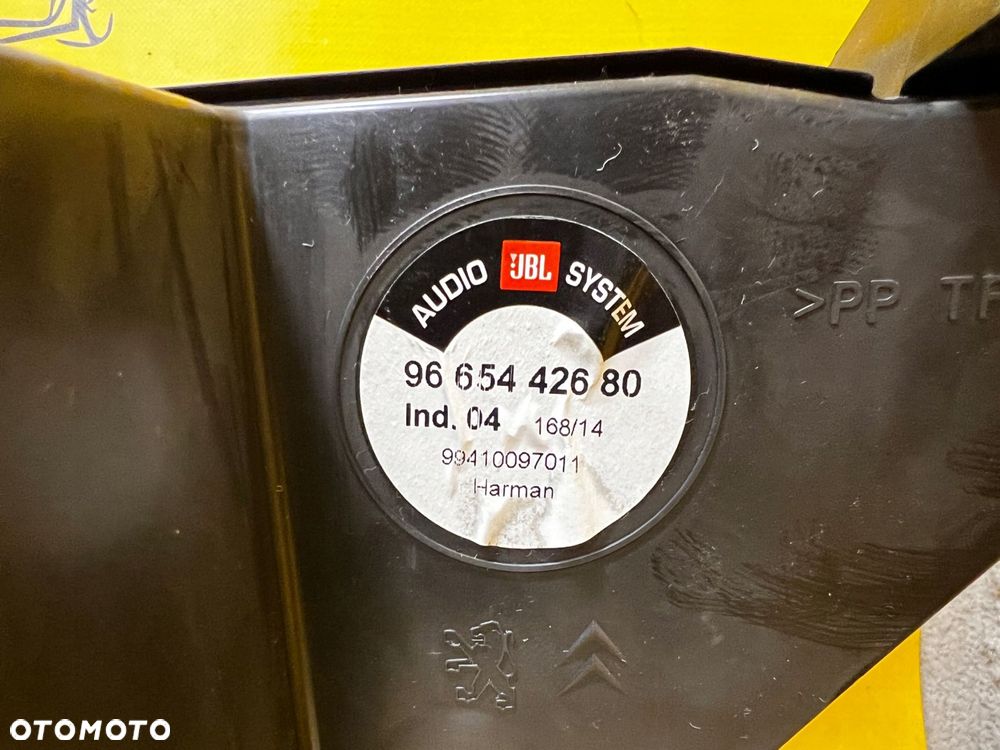 AUDIO JBL SYSTEM
96 654 426 80
Ind. 04 168/14
99410097011
Harman
>PP
OTOMOTO